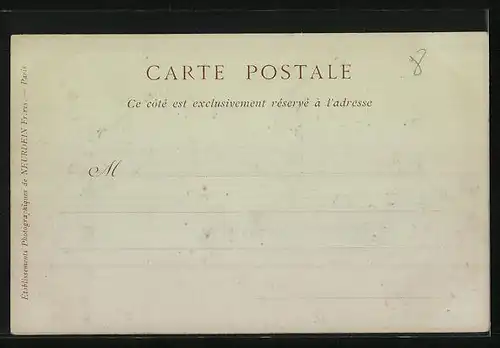 CARTE POSTALE
8
Ce côté est exclusivement réservé à l'adresse
M
Etablissements Photographiques de NEURDEIN Frères — Paris